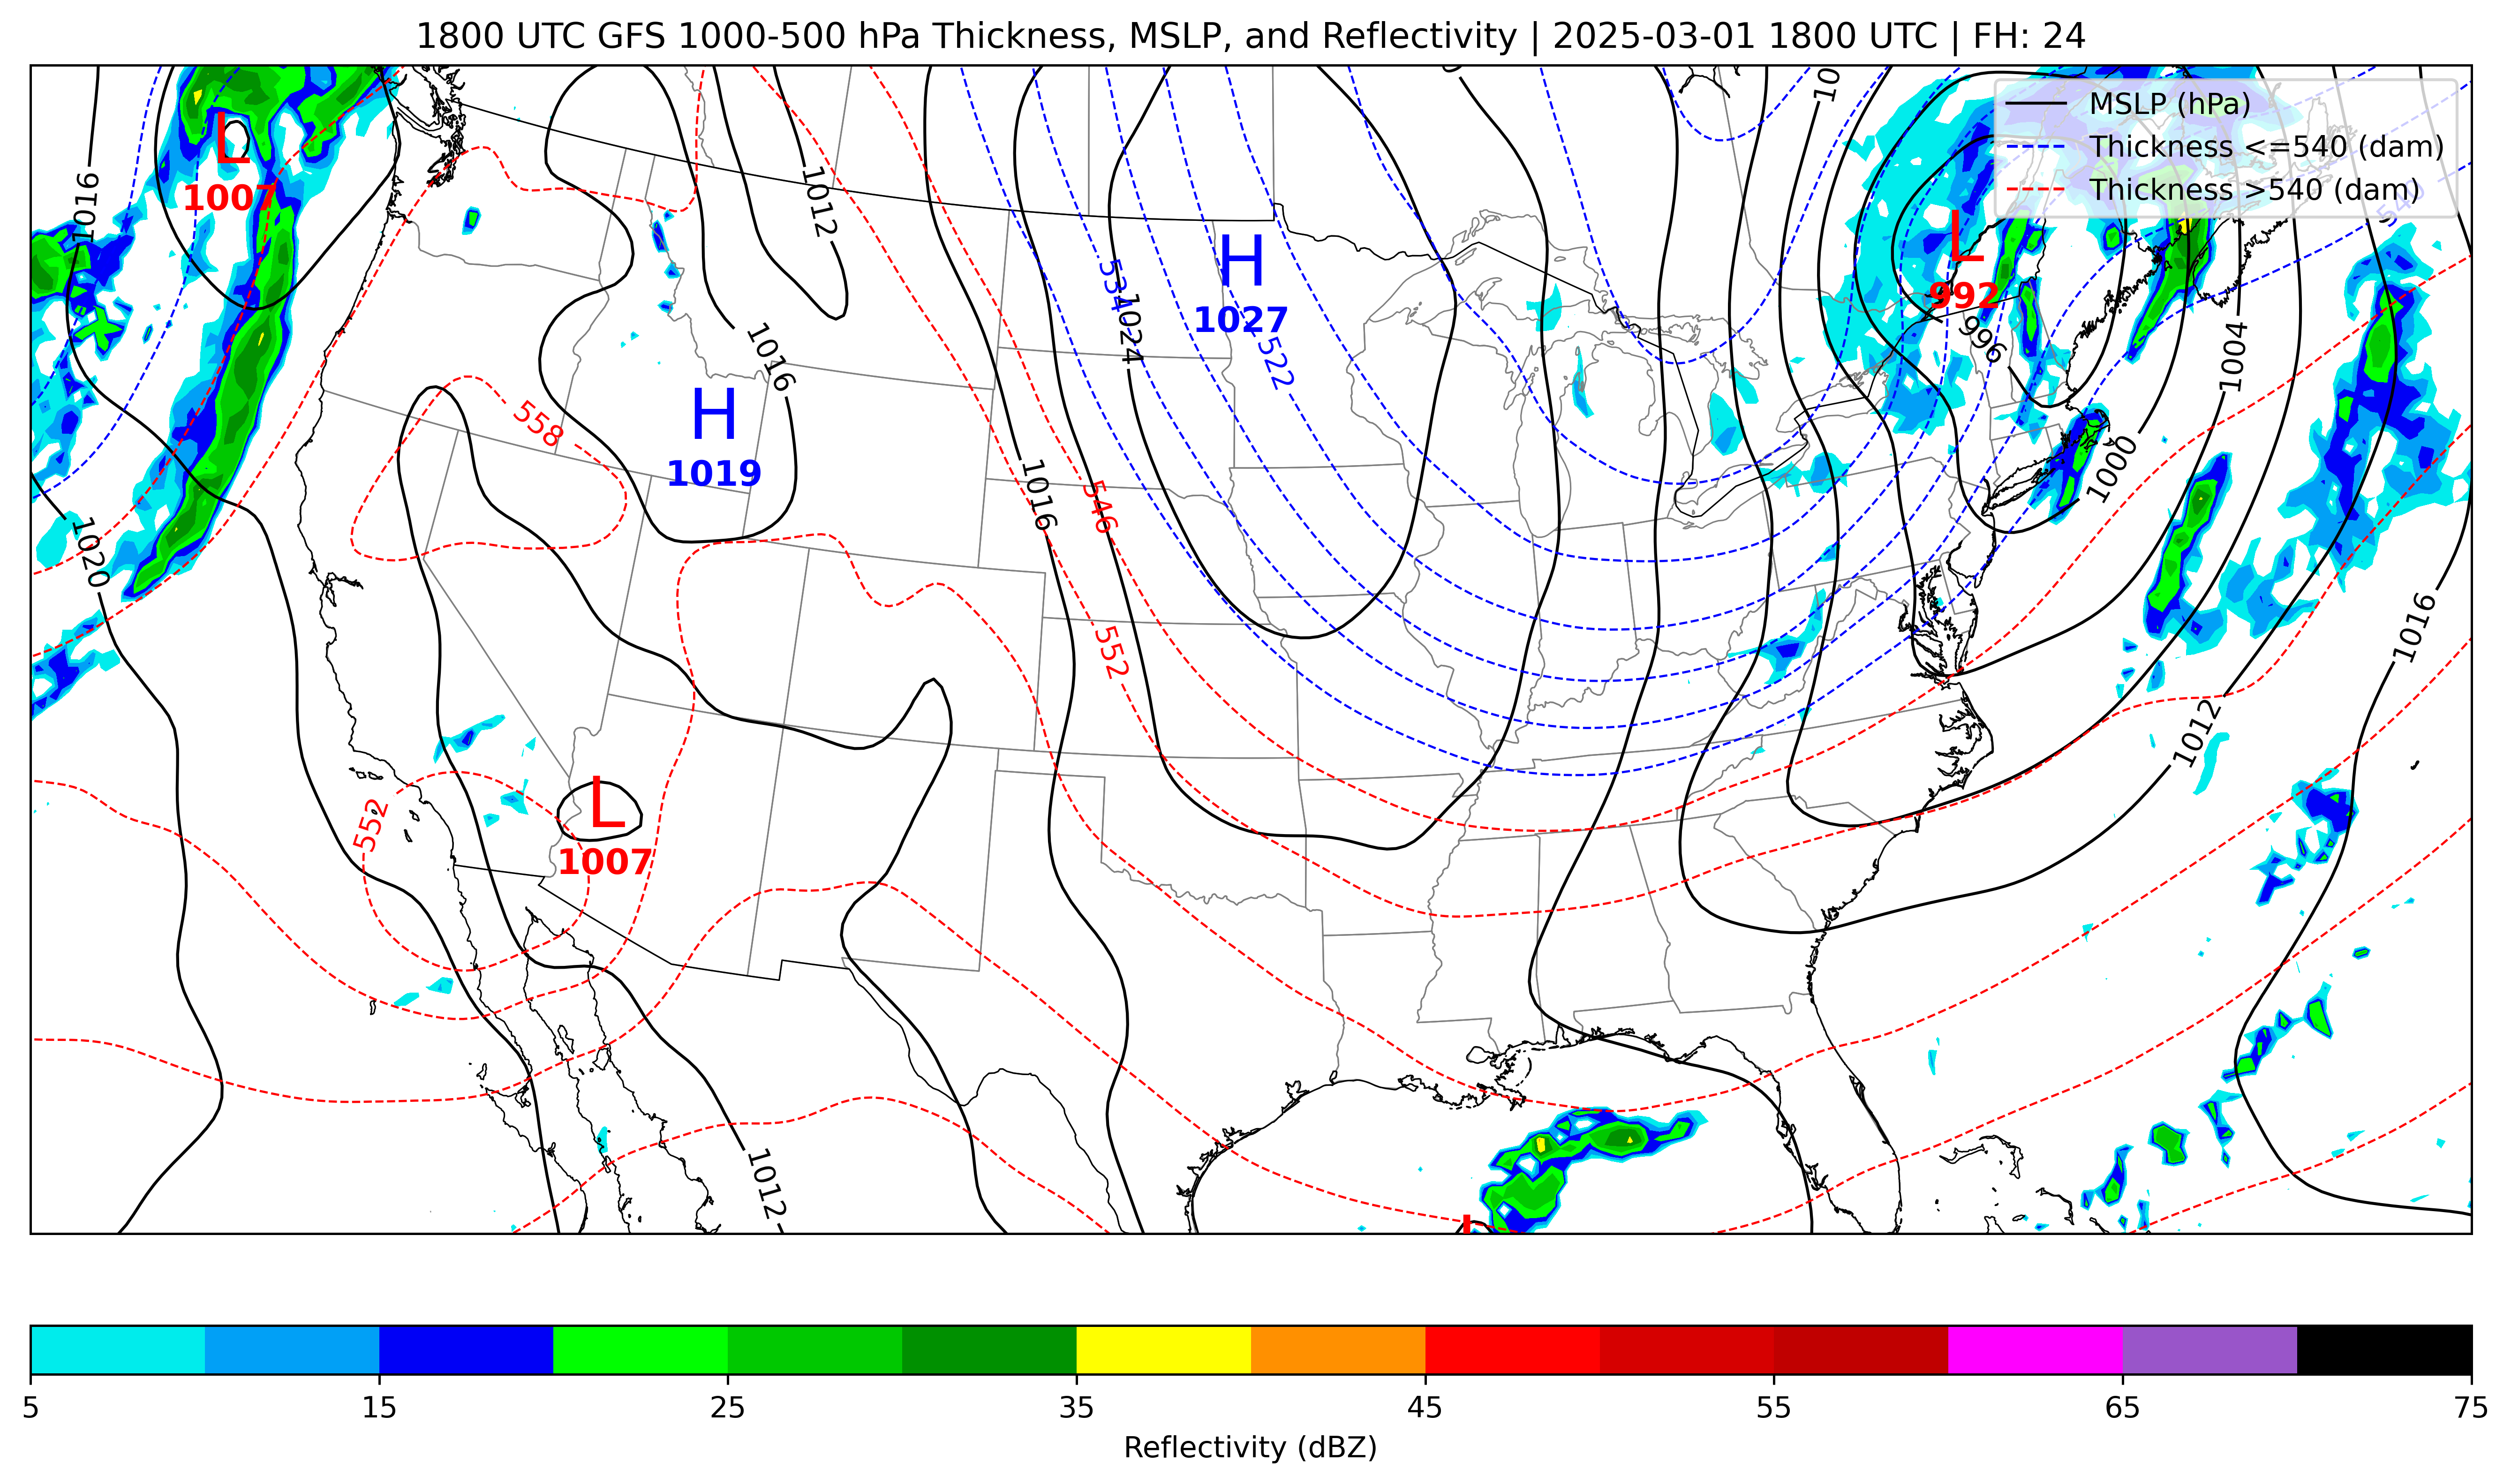 1800 UTC GFS 1000-500 hPa Thickness, MSLP, and Reflectivity | 2025-03-01 1800 UTC | FH: 24
MSLP (hPa)
Thickness <=540 (dam)
Thickness >540 (dam)
L
1007
1016
1012
H
1027
L
992
996
1004
534
1024
522
1016
H
1019
558
1016
546
1000
1020
552
1016
1012
552
L
1007
1012
5 15 25 35 45 55 65 75
Reflectivity (dBZ)